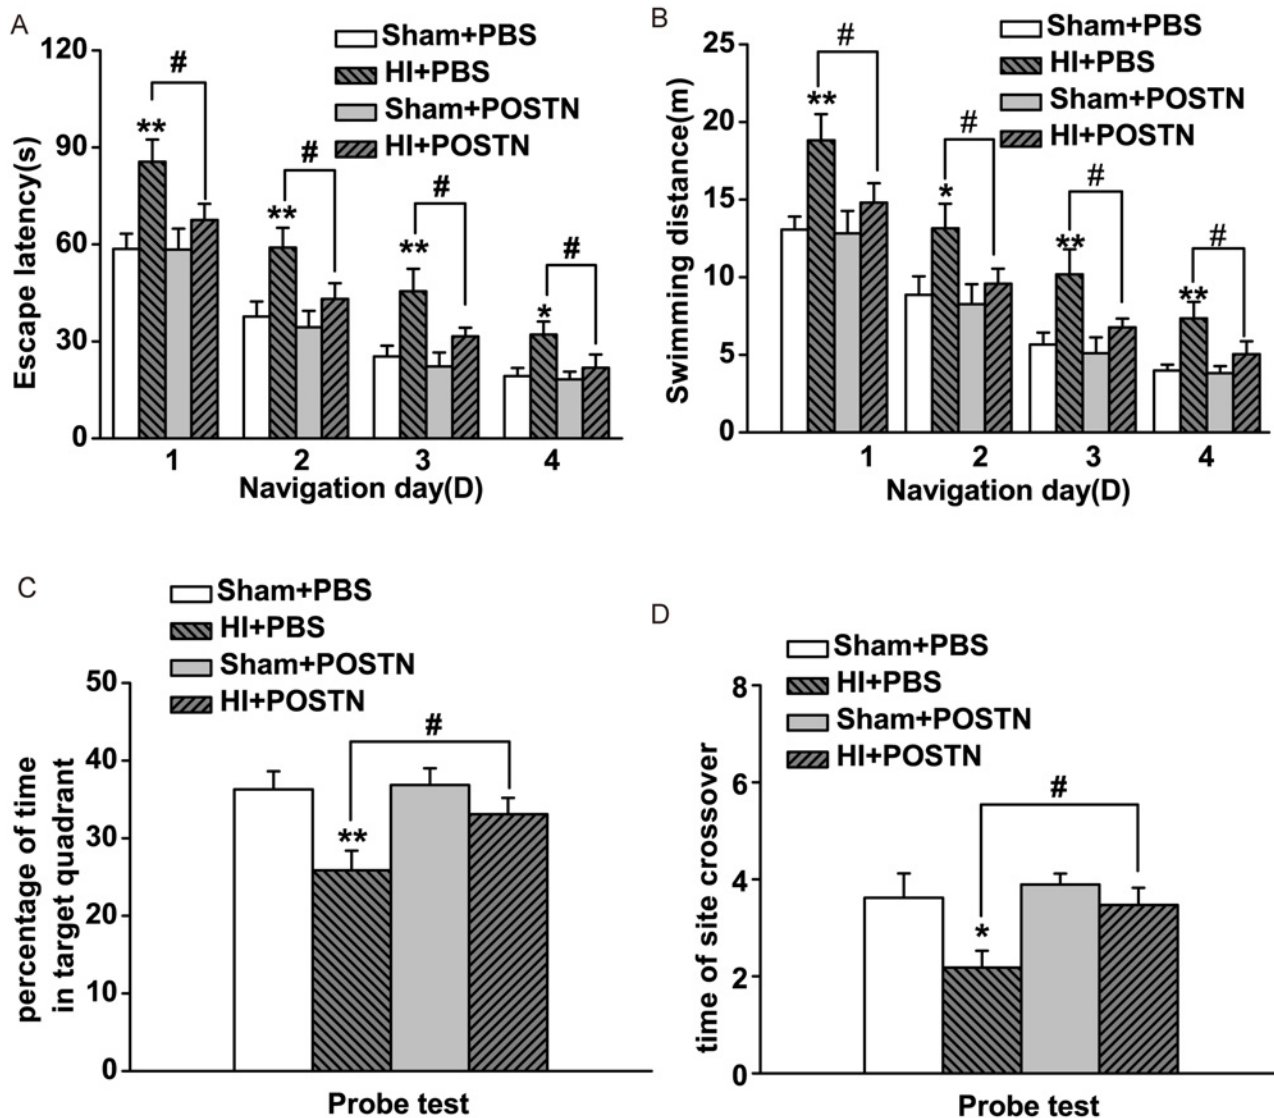 A
Sham+PBS
HI+PBS
Sham+POSTN
HI+POSTN
Escape latency(s)
120
90
60
30
0
#
**
#
**
#
**
#
*
1 2 3 4
Navigation day(D)
B
Sham+PBS
HI+PBS
Sham+POSTN
HI+POSTN
Swimming distance(m)
25
20
15
10
5
0
#
**
#
*
#
**
#
**
1 2 3 4
Navigation day(D)
C
Sham+PBS
HI+PBS
Sham+POSTN
HI+POSTN
percentage of time
in target quadrant
50
40
30
20
10
0
#
**
Probe test
D
Sham+PBS
HI+PBS
Sham+POSTN
HI+POSTN
time of site crossover
8
6
4
2
0
#
*
Probe test